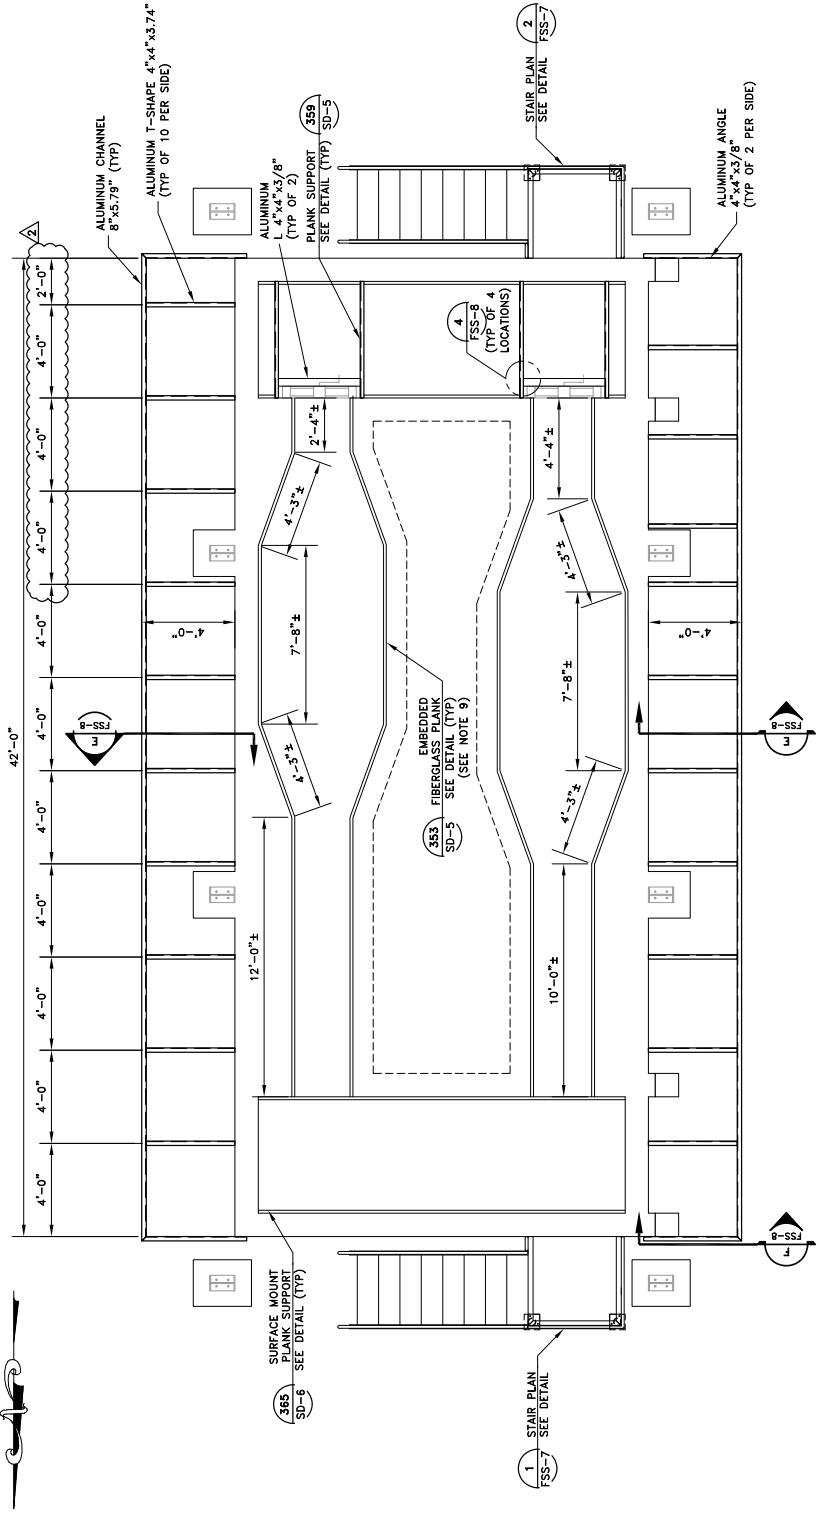 42'-0"
4'-0"
4'-0"
4'-0"
4'-0"
4'-0"
4'-0"
4'-0"
4'-0"
4'-0"
4'-0"
2'-0"
2
ALUMINUM CHANNEL
8"x5.79" (TYP)
ALUMINUM T-SHAPE 4"x4"x3.74"
(TYP OF 10 PER SIDE)
E
FSS-8
4'-0"
ALUMINUM
L 4"x4"x3/8"
(TYP OF 2)
PLANK SUPPORT
SEE DETAIL (TYP)
359
SD-5
12'-0"±
4'-3"±
7'-8"±
4'-3"±
2'-4"±
365
SD-6
SURFACE MOUNT
PLANK SUPPORT
SEE DETAIL (TYP)
353
SD-5
EMBEDDED
FIBERGLASS PLANK
SEE DETAIL (TYP)
(SEE NOTE 9)
4
FSS-8
(TYP OF 4
LOCATIONS)
10'-0"±
4'-3"±
7'-8"±
4'-3"±
4'-4"±
1
FSS-7
STAIR PLAN
SEE DETAIL
STAIR PLAN
SEE DETAIL
2
FSS-7
4'-0"
ALUMINUM ANGLE
4"x4"x3/8"
(TYP OF 2 PER SIDE)
F
FSS-8
E
FSS-8